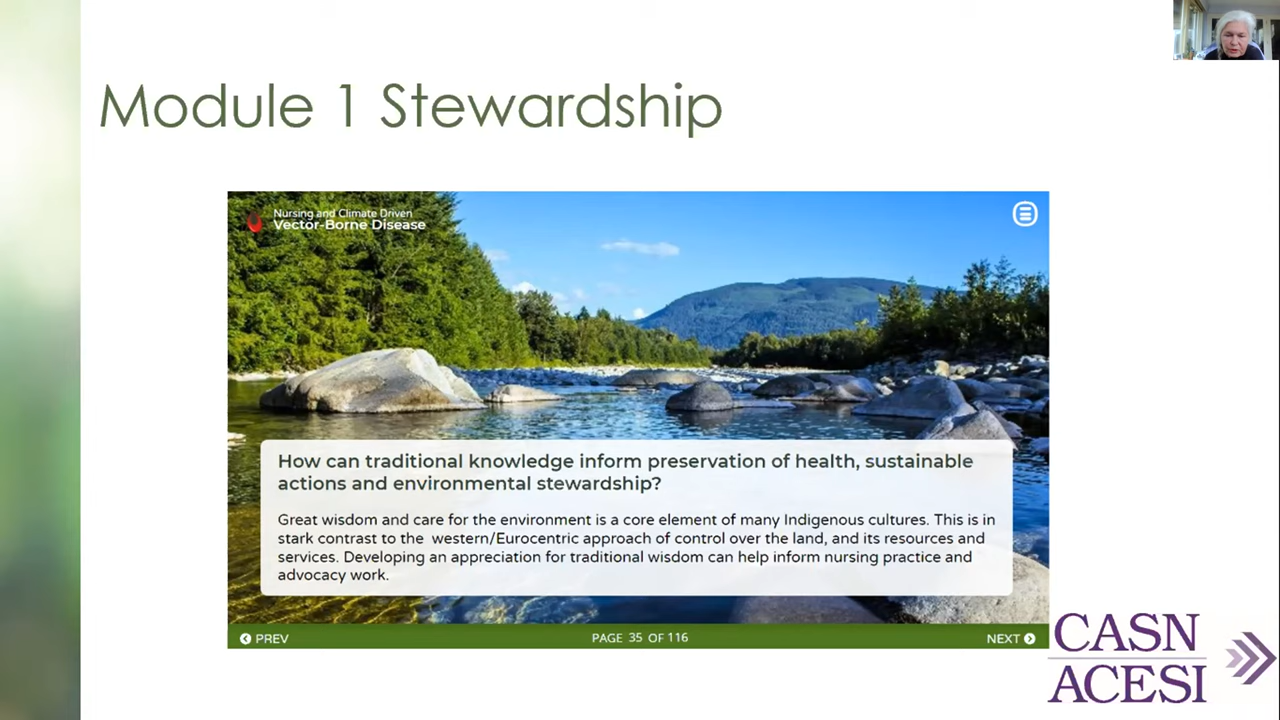 Module 1 Stewardship
Nursing and Climate Driven
Vector-Borne Disease
How can traditional knowledge inform preservation of health, sustainable
actions and environmental stewardship?
Great wisdom and care for the environment is a core element of many Indigenous cultures. This is in
stark contrast to the western/Eurocentric approach of control over the land, and its resources and
services. Developing an appreciation for traditional wisdom can help inform nursing practice and
advocacy work.
PREV
PAGE 35 OF 116
NEXT
CASN
ACESI